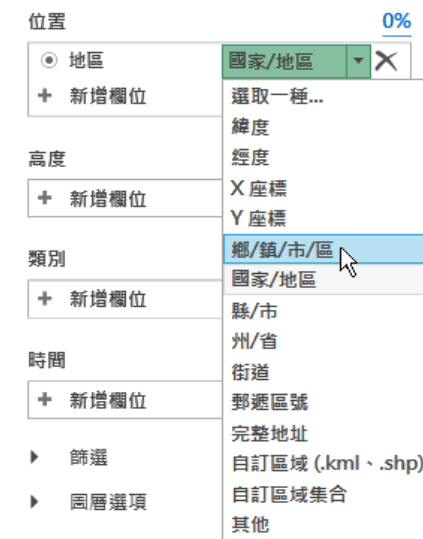 位置 0%
地區 國家/地區
新增欄位 選取一種...
緯度
高度 經度
新增欄位 X 座標
Y 座標
類別 鄉/鎮/市/區
國家/地區
新增欄位 縣/市
州/省
時間 街道
新增欄位 郵遞區號
完整地址
篩選 自訂區域 (.kml、.shp)
圖層選項 自訂區域集合
其他